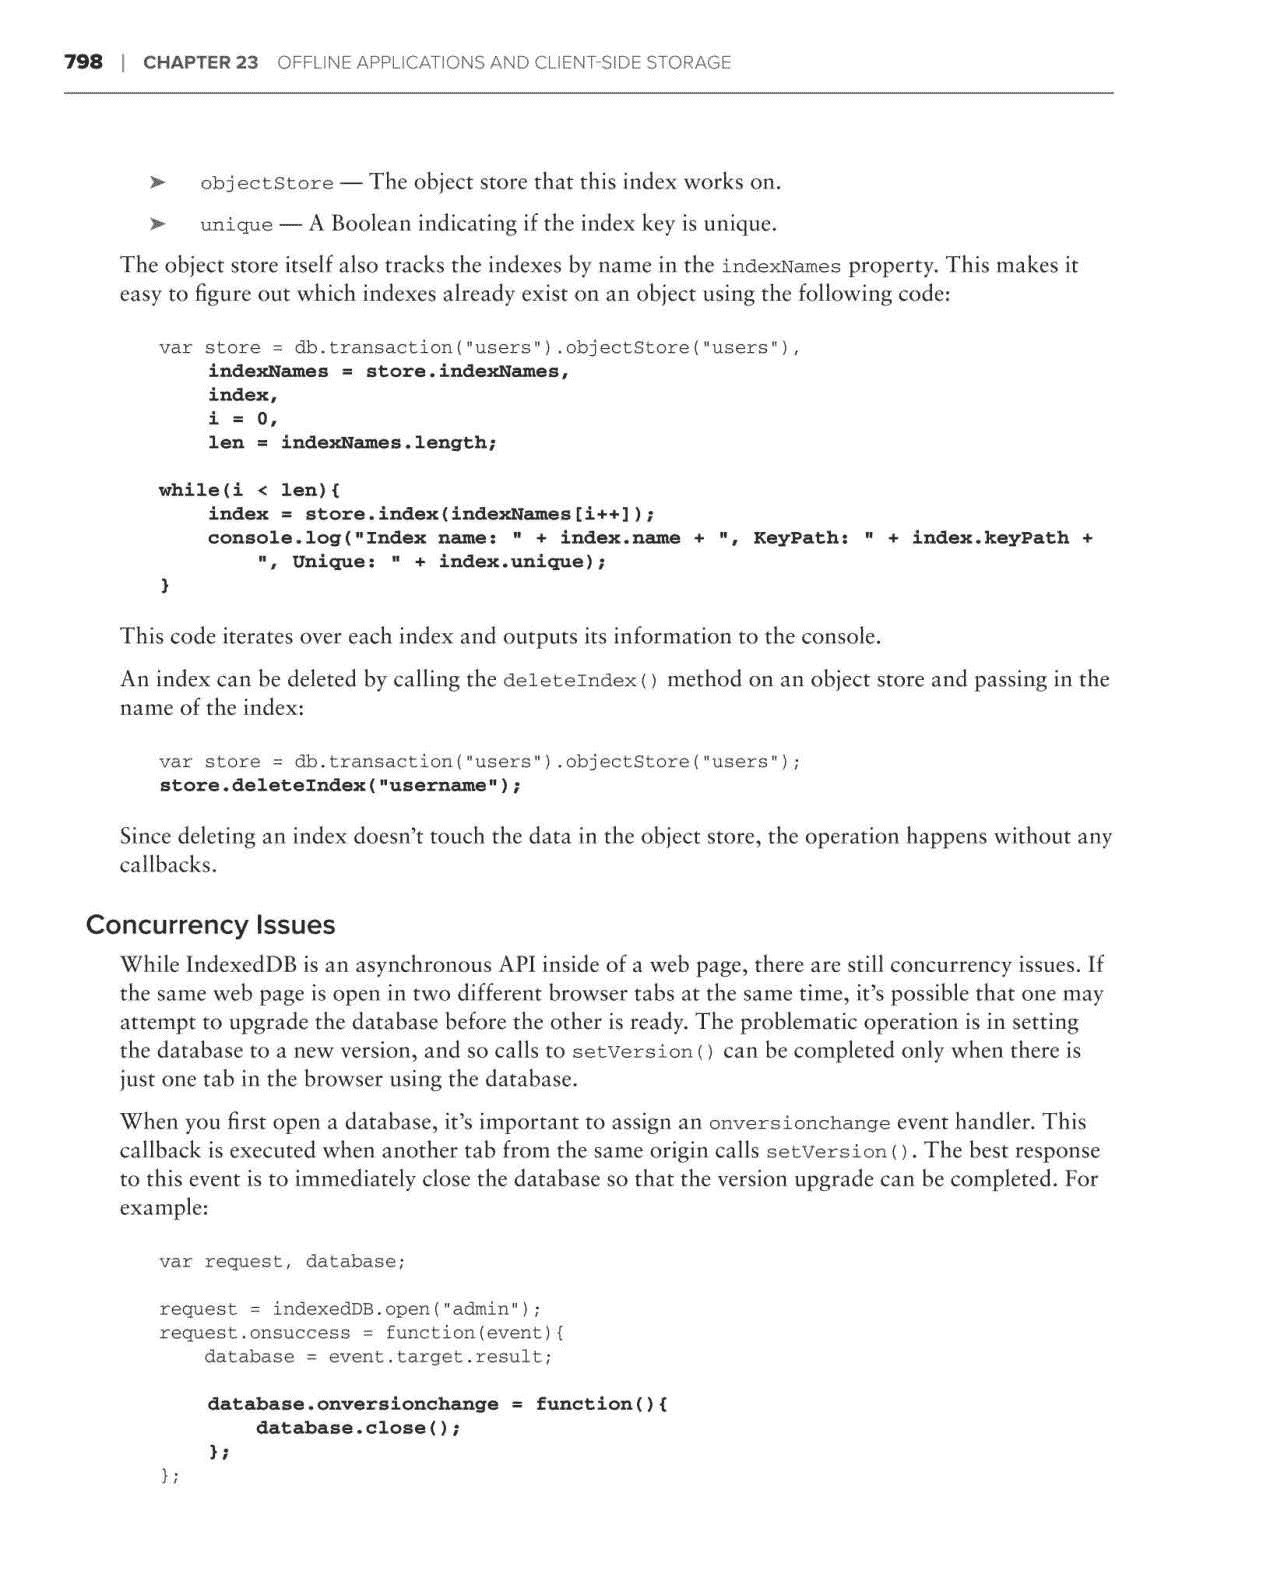 798 | CHAPTER 23 OFFLINE APPLICATIONS AND CLIENT-SIDE STORAGE
➤ objectStore — The object store that this index works on.
➤ unique — A Boolean indicating if the index key is unique.
The object store itself also tracks the indexes by name in the indexNames property. This makes it
easy to figure out which indexes already exist on an object using the following code:
var store = db.transaction("users").objectStore("users"),
indexNames = store.indexNames,
index,
i = 0,
len = indexNames.length;
while(i < len){
index = store.index(indexNames[i++]);
console.log("Index name: " + index.name + ", KeyPath: " + index.keyPath +
", Unique: " + index.unique);
}
This code iterates over each index and outputs its information to the console.
An index can be deleted by calling the deleteIndex() method on an object store and passing in the
name of the index:
var store = db.transaction("users").objectStore("users");
store.deleteIndex("username");
Since deleting an index doesn't touch the data in the object store, the operation happens without any
callbacks.
Concurrency Issues
While IndexedDB is an asynchronous API inside of a web page, there are still concurrency issues. If
the same web page is open in two different browser tabs at the same time, it's possible that one may
attempt to upgrade the database before the other is ready. The problematic operation is in setting
the database to a new version, and so calls to setVersion() can be completed only when there is
just one tab in the browser using the database.
When you first open a database, it's important to assign an onversionchange event handler. This
callback is executed when another tab from the same origin calls setVersion(). The best response
to this event is to immediately close the database so that the version upgrade can be completed. For
example:
var request, database;
request = indexedDB.open("admin");
request.onsuccess = function(event){
database = event.target.result;
database.onversionchange = function(){
database.close();
};
};